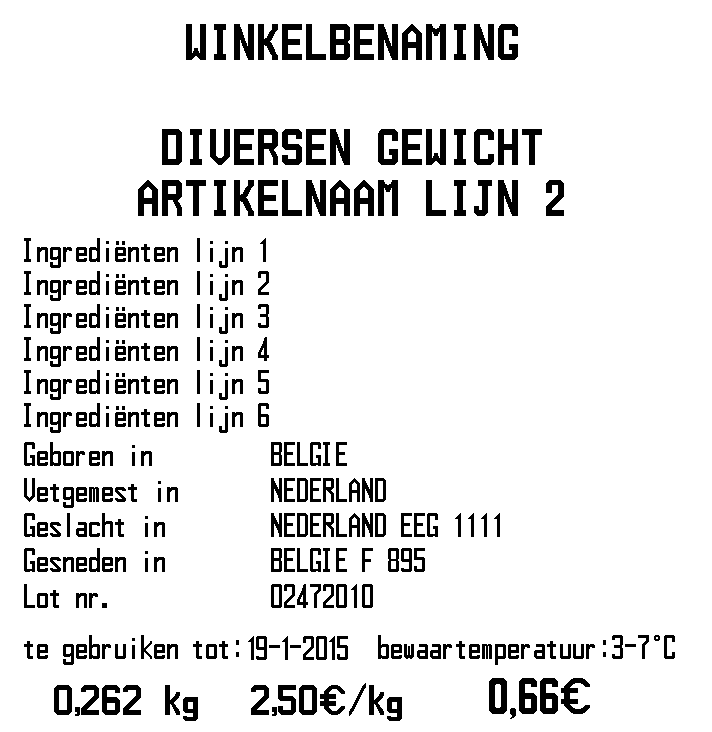 WINKELBENAMING
DIVERSEN GEWICHT
ARTIKELNAAM LIJN 2
Ingrediënten lijn 1
Ingrediënten lijn 2
Ingrediënten lijn 3
Ingrediënten lijn 4
Ingrediënten lijn 5
Ingrediënten lijn 6
Geboren in BELGIE
Vetgemest in NEDERLAND
Geslacht in NEDERLAND EEG 1111
Gesneden in BELGIE F 895
Lot nr. 02472010
te gebruiken tot:19-1-2015 bewaartemperatuur:3-7°C
0,262 kg 2,50€/kg 0,66€